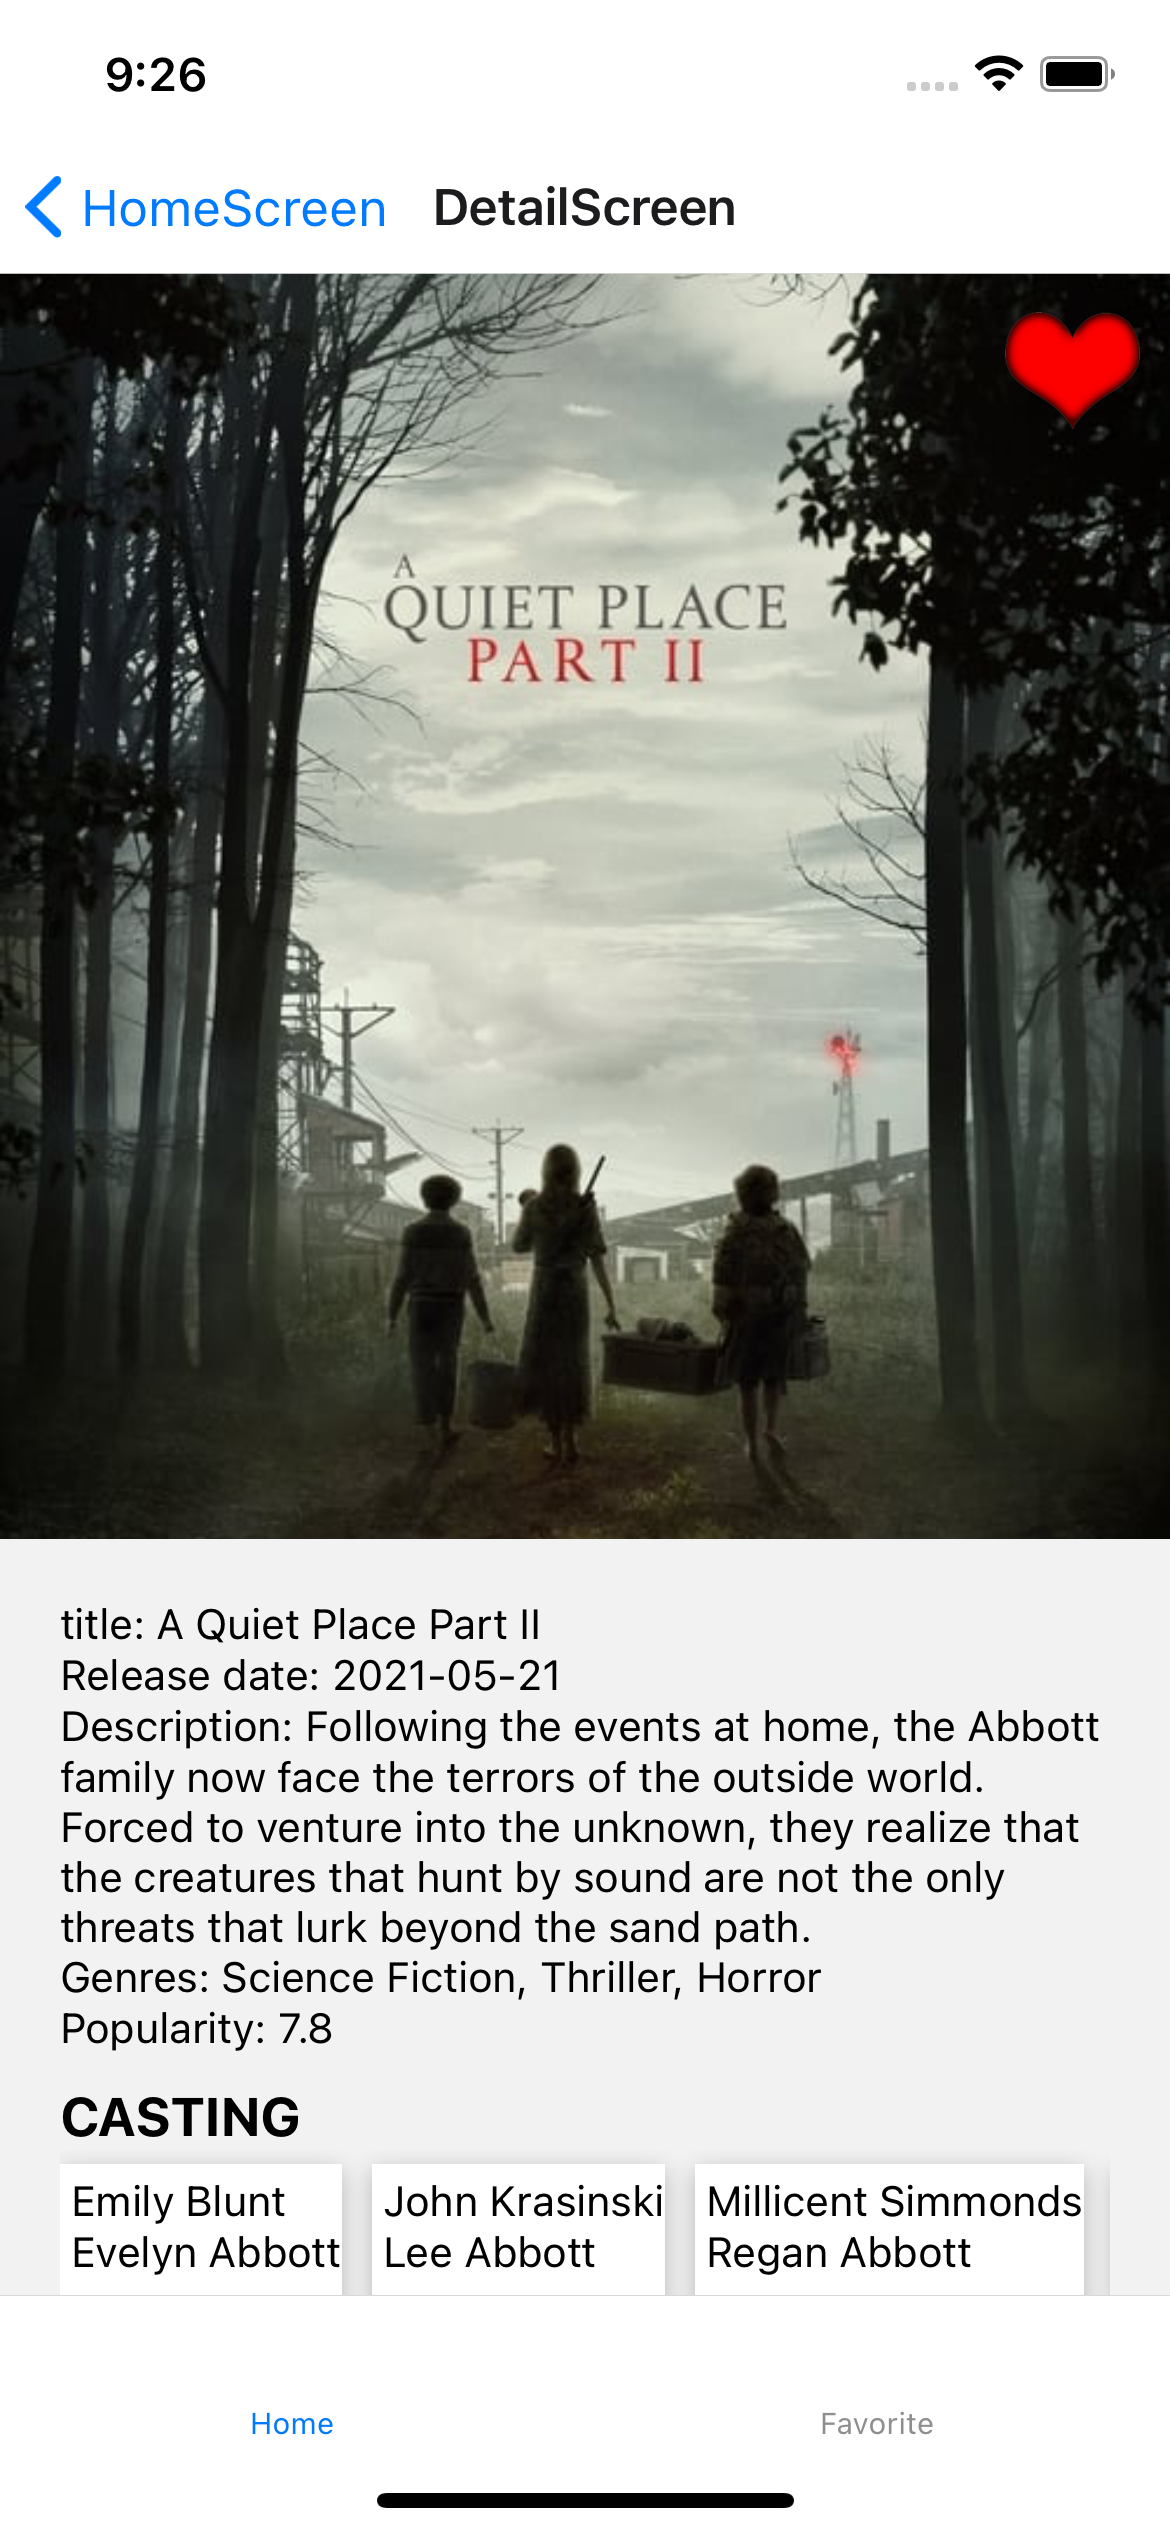 9:26
HomeScreen DetailScreen
A
QUIET PLACE
PART II
title: A Quiet Place Part II
Release date: 2021-05-21
Description: Following the events at home, the Abbott
family now face the terrors of the outside world.
Forced to venture into the unknown, they realize that
the creatures that hunt by sound are not the only
threats that lurk beyond the sand path.
Genres: Science Fiction, Thriller, Horror
Popularity: 7.8
CASTING
Emily Blunt
Evelyn Abbott
John Krasinski
Lee Abbott
Millicent Simmonds
Regan Abbott
Home Favorite